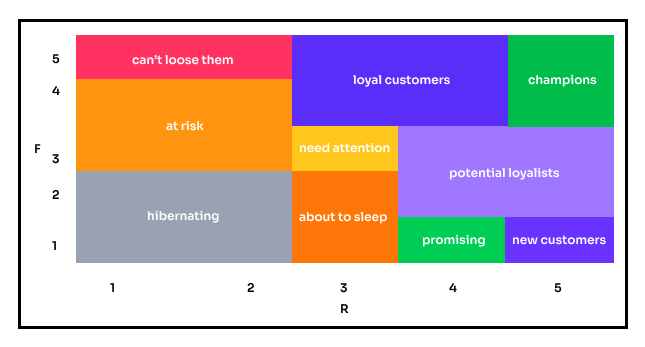 5
can't loose them
loyal customers
champions
4
at risk
F
need attention
3
potential loyalists
2
hibernating
about to sleep
1
promising
new customers
1
2
3
4
5
R